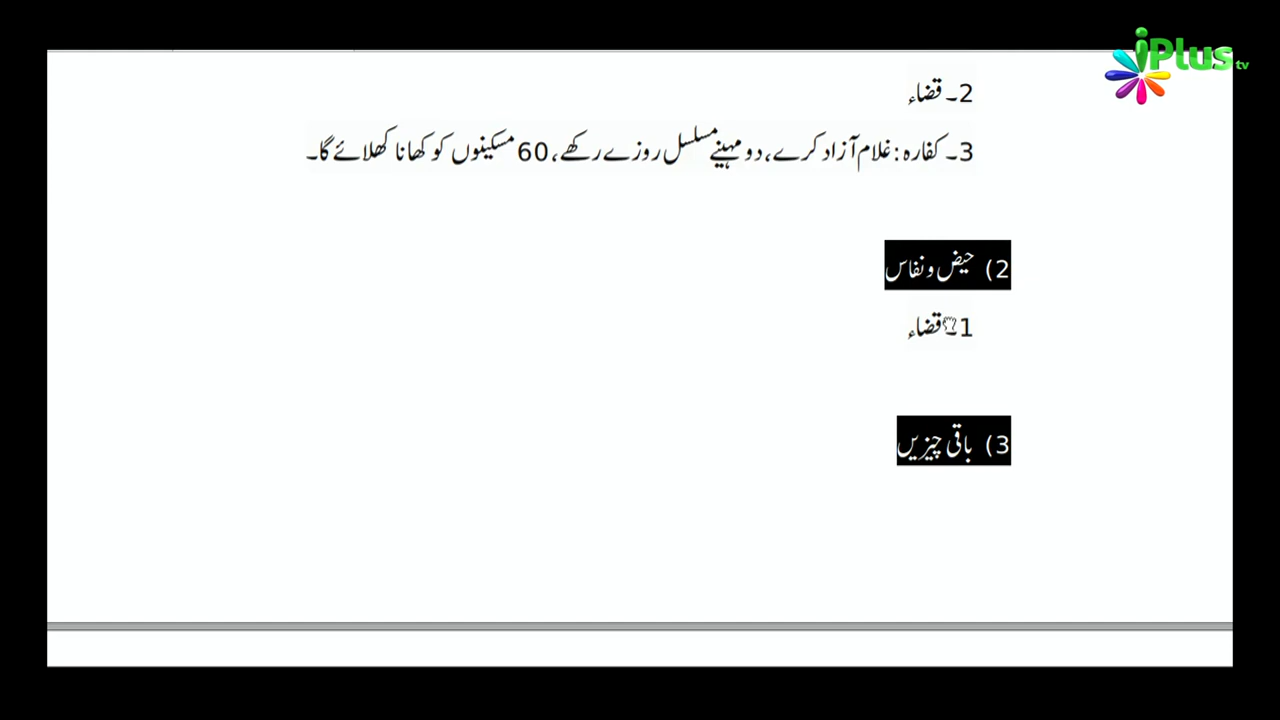 iPlus tv
2۔ قضاء
3۔ کفارہ : غلام آزاد کرے، دو مہینے مسلسل روزے رکھے، 60 مسکینوں کو کھانا کھلائے گا۔
2) حیض و نفاس
1۔ قضاء
3) باقی چیزیں